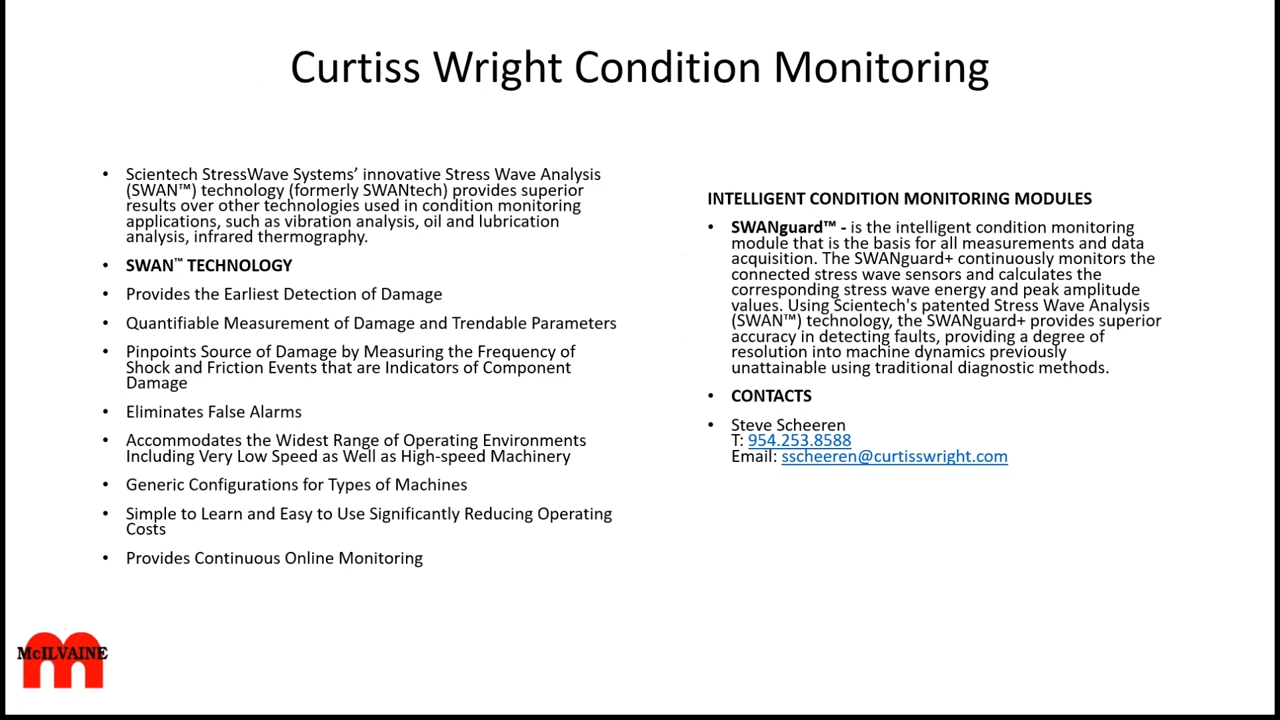 Curtiss Wright Condition Monitoring
• Scientech StressWave Systems’ innovative Stress Wave Analysis
(SWAN™) technology (formerly SWANtech) provides superior
results over other technologies used in condition monitoring
applications, such as vibration analysis, oil and lubrication
analysis, infrared thermography.
• SWAN™ TECHNOLOGY
• Provides the Earliest Detection of Damage
• Quantifiable Measurement of Damage and Trendable Parameters
• Pinpoints Source of Damage by Measuring the Frequency of
Shock and Friction Events that are Indicators of Component
Damage
• Eliminates False Alarms
• Accommodates the Widest Range of Operating Environments
Including Very Low Speed as Well as High-speed Machinery
• Generic Configurations for Types of Machines
• Simple to Learn and Easy to Use Significantly Reducing Operating
Costs
• Provides Continuous Online Monitoring
INTELLIGENT CONDITION MONITORING MODULES
• SWANguard™ - is the intelligent condition monitoring
module that is the basis for all measurements and data
acquisition. The SWANguard+ continuously monitors the
connected stress wave sensors and calculates the
corresponding stress wave energy and peak amplitude
values. Using Scientech's patented Stress Wave Analysis
(SWAN™) technology, the SWANguard+ provides superior
accuracy in detecting faults, providing a degree of
resolution into machine dynamics previously
unattainable using traditional diagnostic methods.
• CONTACTS
• Steve Scheeren
T: 954.253.8588
Email: sscheeren@curtisswright.com
McILVAINE